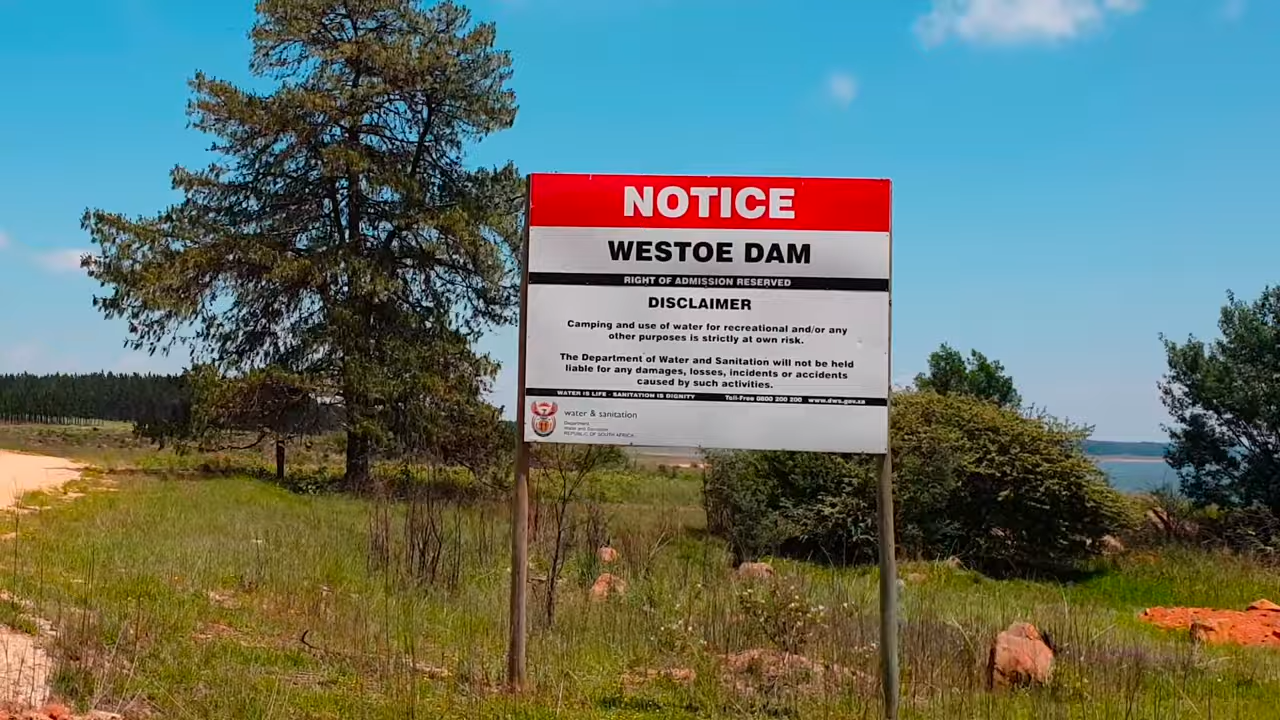 NOTICE
WESTOE DAM
RIGHT OF ADMISSION RESERVED
DISCLAIMER
Camping and use of water for recreational and/or any
other purposes is strictly at own risk.
The Department of Water and Sanitation will not be held
liable for any damages, losses, incidents or accidents
caused by such activities.
WATER IS LIFE - SANITATION IS DIGNITY Toll-Free 0800 200 200 www.dws.gov.za
water & sanitation
Department:
Water and Sanitation
REPUBLIC OF SOUTH AFRICA